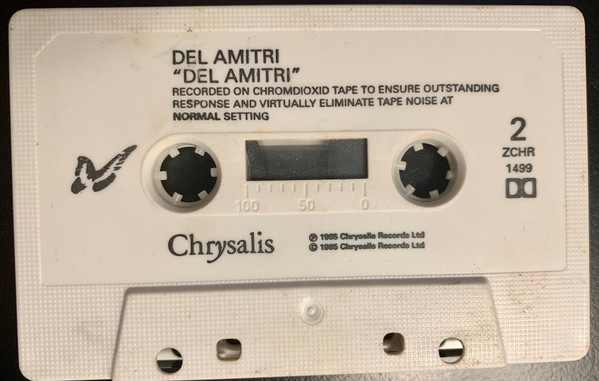 DEL AMITRI
“DEL AMITRI”
RECORDED ON CHROMDIOXID TAPE TO ENSURE OUTSTANDING
RESPONSE AND VIRTUALLY ELIMINATE TAPE NOISE AT
NORMAL SETTING
2
ZCHR
1499
100 50 0
Chrysalis
℗ 1985 Chrysalis Records Ltd
© 1985 Chrysalis Records Ltd